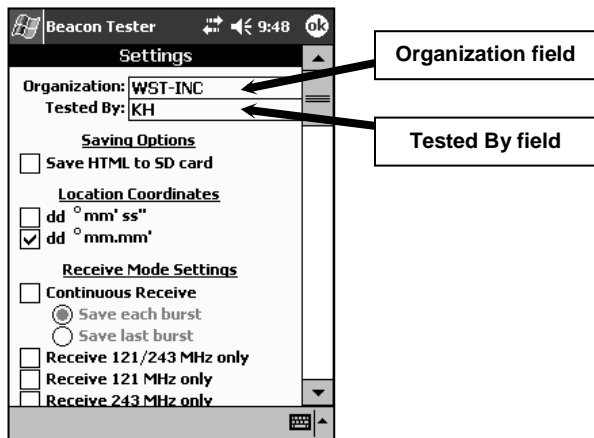 Beacon Tester 9:48 ok
Settings
Organization: WST-INC
Tested By: KH
Saving Options
Save HTML to SD card
Location Coordinates
dd ° mm' ss"
dd ° mm.mm'
Receive Mode Settings
Continuous Receive
Save each burst
Save last burst
Receive 121/243 MHz only
Receive 121 MHz only
Receive 243 MHz only
Organization field
Tested By field